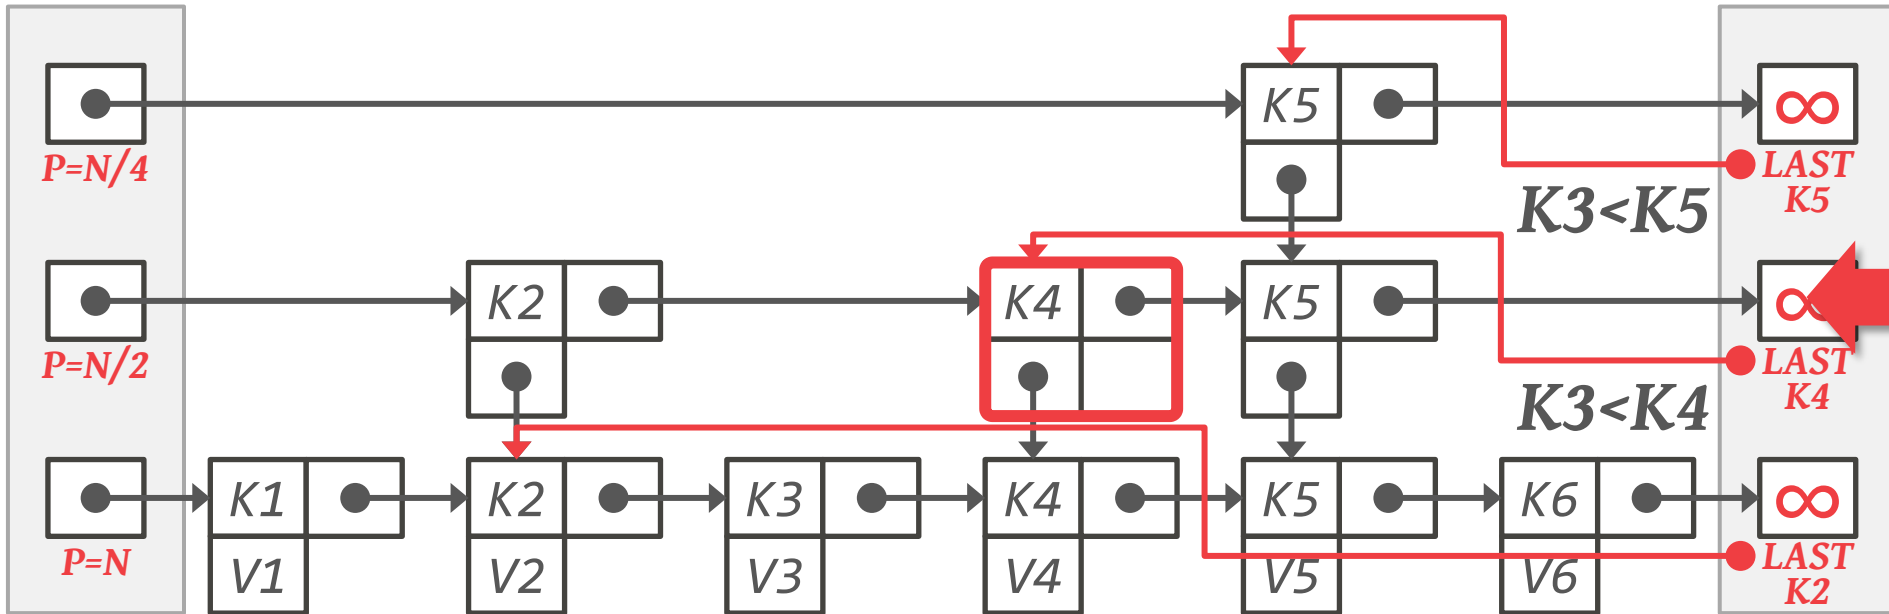 K5
∞
P=N/4
LAST
K5
K3<K5
K2
K4
K5
∞
P=N/2
LAST
K4
K3<K4
K1
K2
K3
K4
K5
K6
∞
P=N
V1
V2
V3
V4
V5
V6
LAST
K2